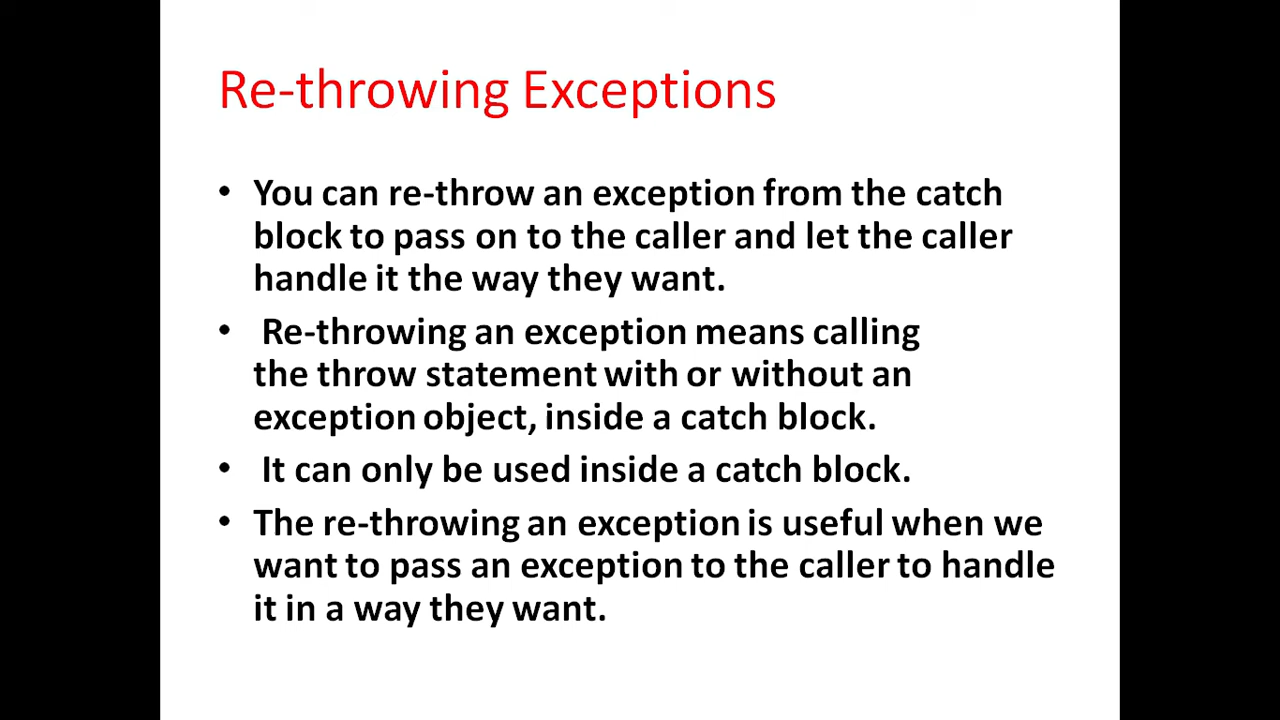 Re-throwing Exceptions
• You can re-throw an exception from the catch
block to pass on to the caller and let the caller
handle it the way they want.
• Re-throwing an exception means calling
the throw statement with or without an
exception object, inside a catch block.
• It can only be used inside a catch block.
• The re-throwing an exception is useful when we
want to pass an exception to the caller to handle
it in a way they want.